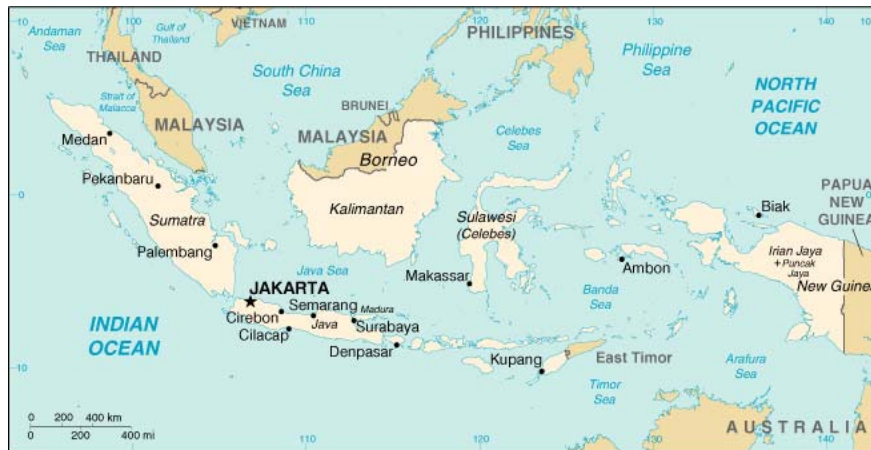 100
110
120
130
140
Andaman
Sea
Gulf of
Thailand
VIETNAM
PHILIPPINES
Philippine
Sea
THAILAND
South China
Sea
NORTH
PACIFIC
OCEAN
Strait of
Malacca
BRUNEI
MALAYSIA
MALAYSIA
Celebes
Sea
Medan
Borneo
Pekanbaru
PAPUA
NEW
GUINEA
0
0
Sumatra
Kalimantan
Sulawesi
(Celebes)
Biak
Palembang
Irian Jaya
+ Puncak
Jaya
New Guinea
Java Sea
Makassar
Ambon
Banda
Sea
JAKARTA
Semarang
Madura
Cirebon
Java
Surabaya
Cilacap
INDIAN
OCEAN
Denpasar
Kupang
East Timor
Arafura
Sea
10
Timor
Sea
0 200 400 km
0 200 400 mi
AUSTRALIA
110
120
130
140